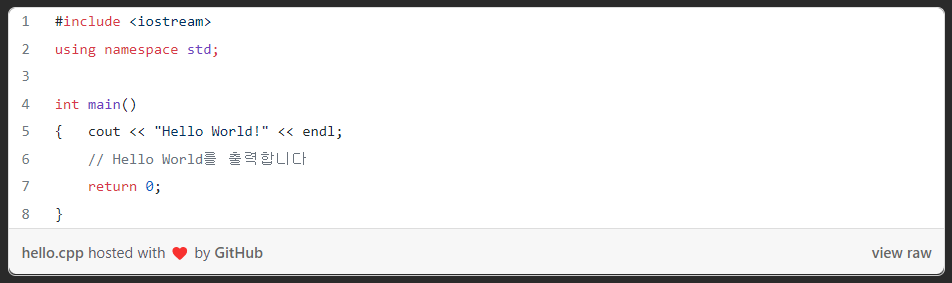 1 #include <iostream>
2 using namespace std;
3
4 int main()
5 {   cout << "Hello World!" << endl;
6     // Hello World를 출력합니다
7     return 0;
8 }
hello.cpp hosted with ❤ by GitHub view raw